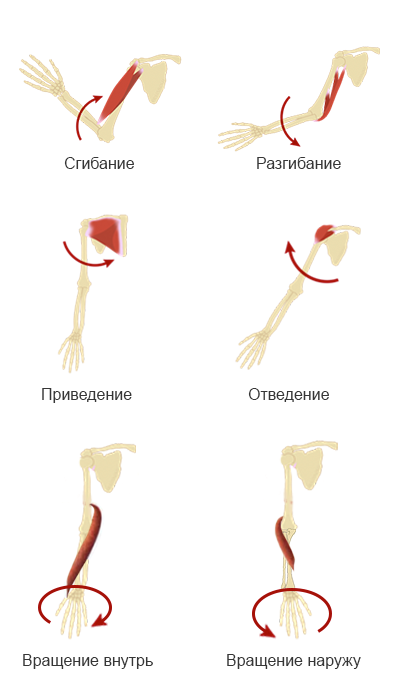 Сгибание
Разгибание
Приведение
Отведение
Вращение внутрь
Вращение наружу